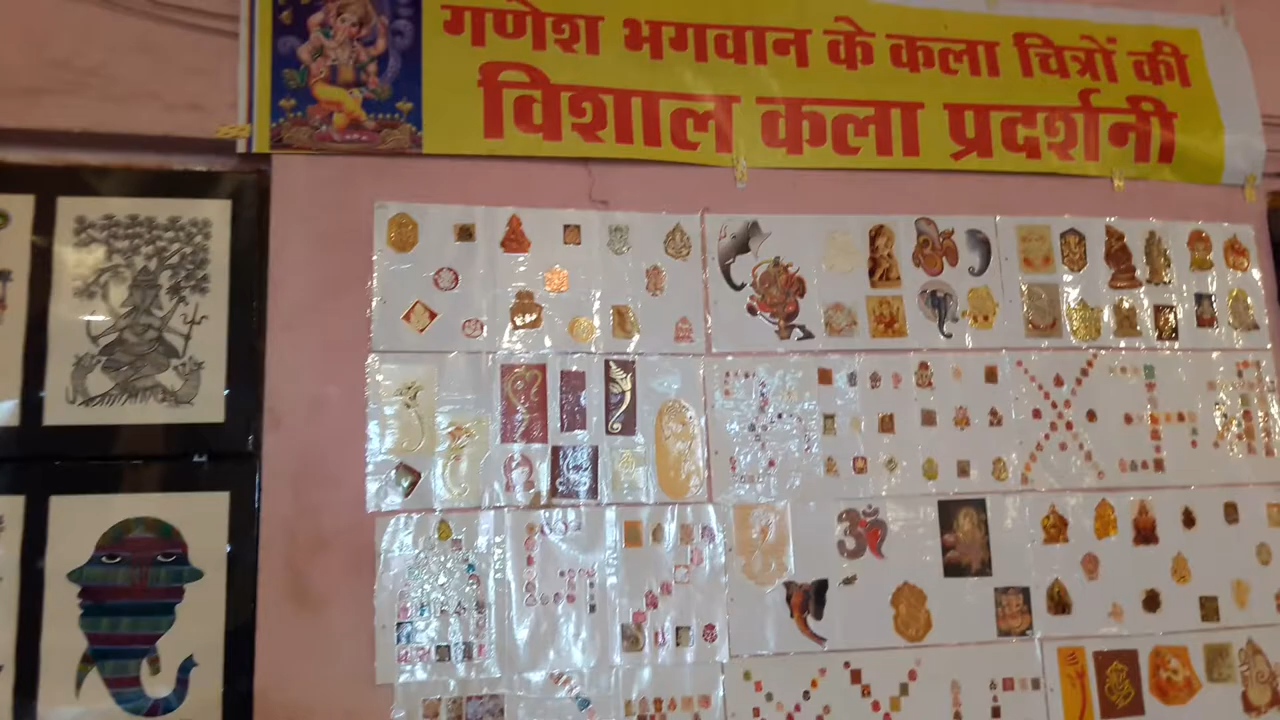 गणेश भगवान के कला चित्रों की
विशाल कला प्रदर्शनी